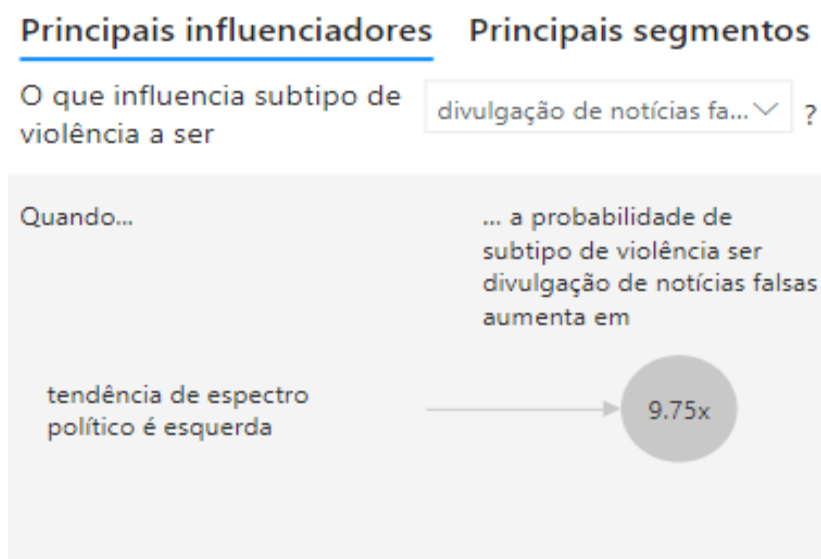 Principais influenciadores Principais segmentos
O que influencia subtipo de
violência a ser
divulgação de notícias fa... ?
Quando...
... a probabilidade de
subtipo de violência ser
divulgação de notícias falsas
aumenta em
tendência de espectro
político é esquerda
9.75x